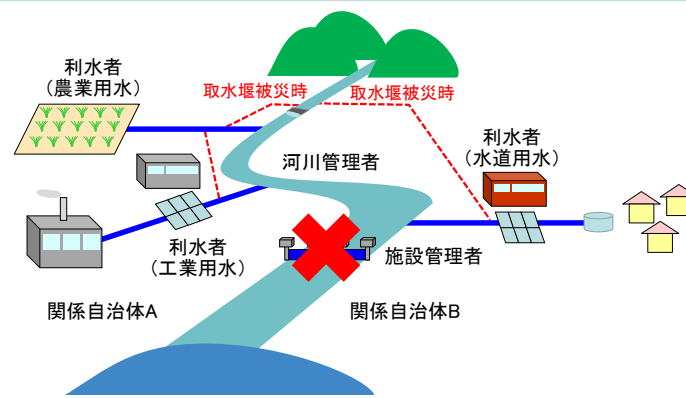 利水者
（農業用水）
取水堰被災時
取水堰被災時
利水者
（水道用水）
河川管理者
利水者
（工業用水）
施設管理者
関係自治体A
関係自治体B